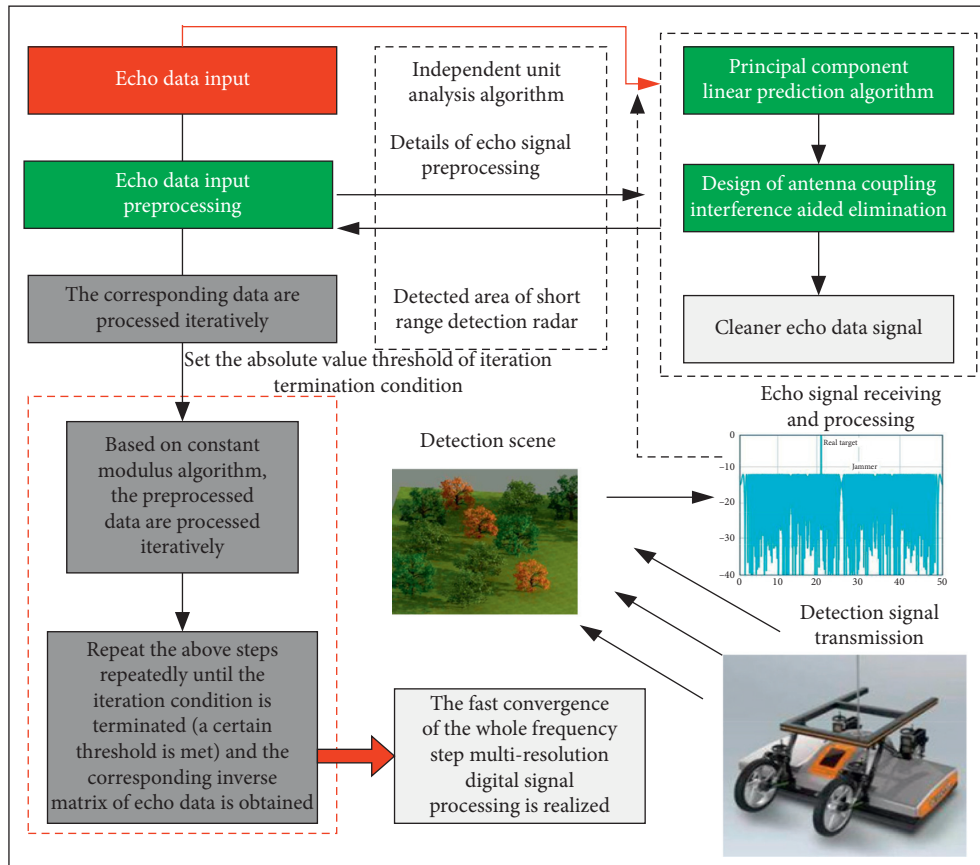 Echo data input
Echo data input
preprocessing
The corresponding data are
processed iteratively
Set the absolute value threshold of iteration
termination condition
Based on constant
modulus algorithm,
the preprocessed
data are processed
iteratively
Repeat the above steps
repeatedly until the
iteration condition is
terminated (a certain
threshold is met) and the
corresponding inverse
matrix of echo data is obtained
Independent unit
analysis algorithm
Details of echo signal
preprocessing
Detected area of short
range detection radar
Principal component
linear prediction algorithm
Design of antenna coupling
interference aided elimination
Cleaner echo data signal
Echo signal receiving
and processing
Detection scene
0
Real target
Jammer
–10
–20
–30
–40
0 10 20 30 40 50
Detection signal
transmission
The fast convergence
of the whole frequency
step multi-resolution
digital signal
processing is realized